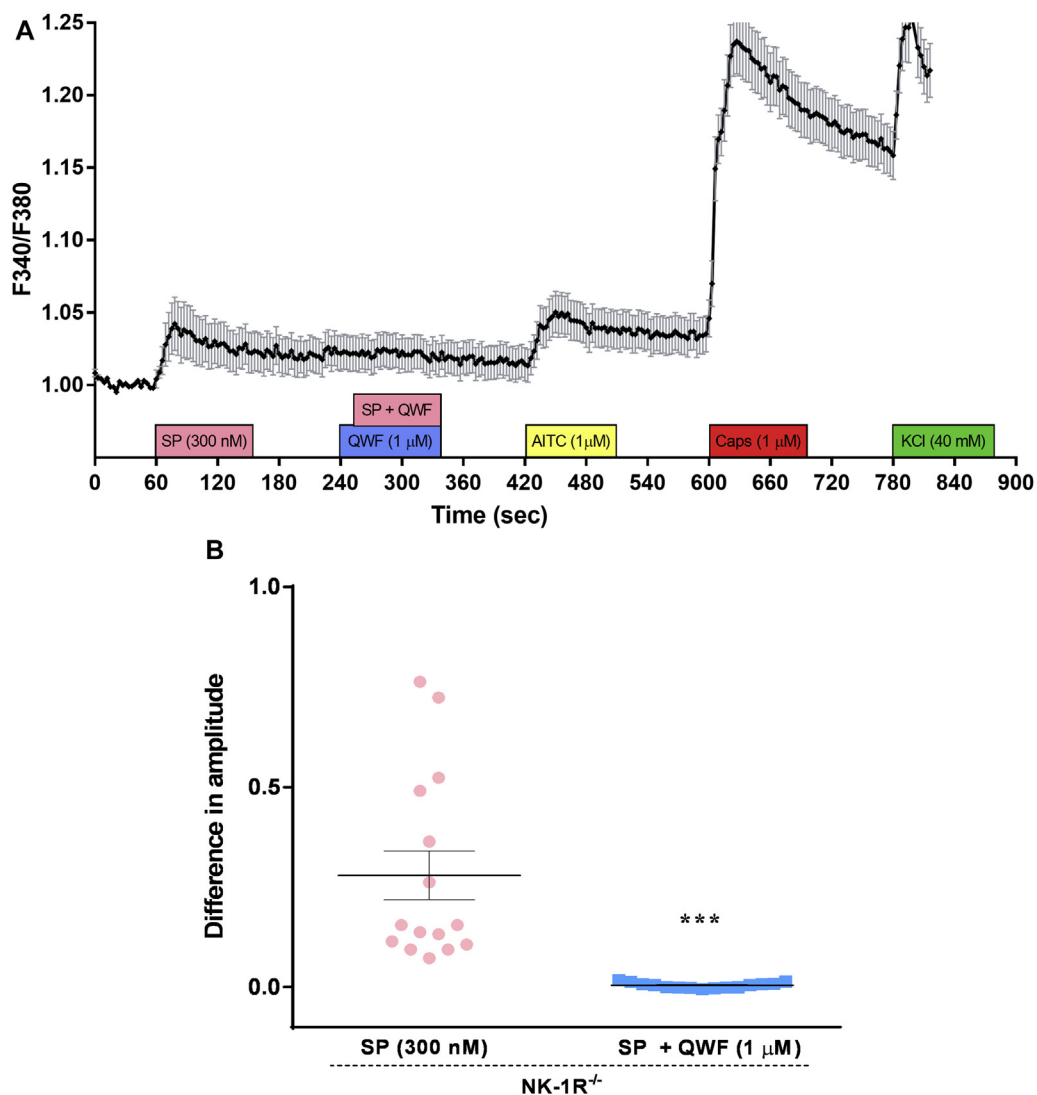 A
1.25
1.20
1.15
1.10
1.05
1.00
F340/F380
SP + QWF
SP (300 nM)
QWF (1 μM)
AITC (1μM)
Caps (1 μM)
KCl (40 mM)
0 60 120 180 240 300 360 420 480 540 600 660 720 780 840 900
Time (sec)
B
1.0
0.5
0.0
Difference in amplitude
***
SP (300 nM) SP + QWF (1 μM)
NK-1R-/-